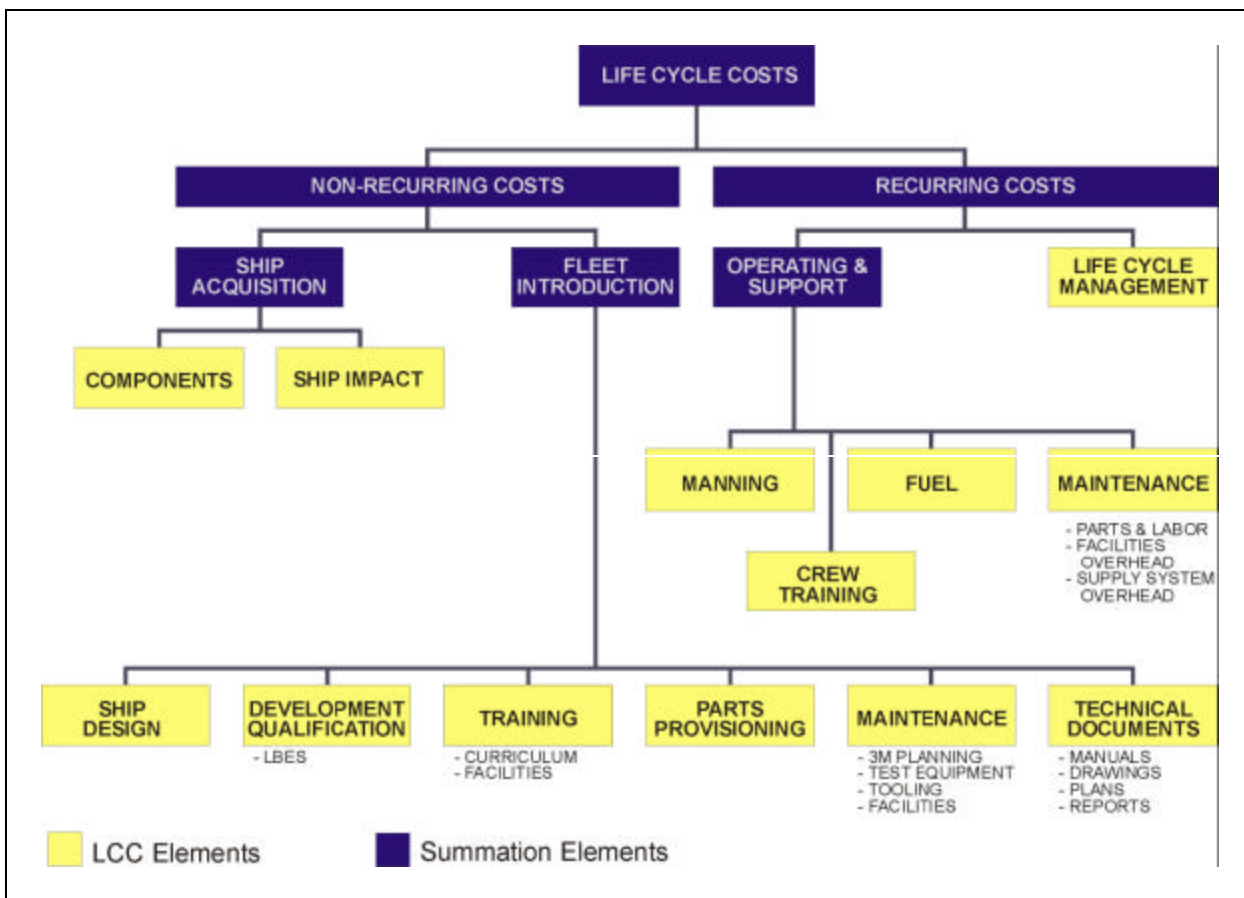 LIFE CYCLE COSTS
NON-RECURRING COSTS
RECURRING COSTS
SHIP
ACQUISITION
FLEET
INTRODUCTION
OPERATING &
SUPPORT
LIFE CYCLE
MANAGEMENT
COMPONENTS
SHIP IMPACT
MANNING
FUEL
MAINTENANCE
- PARTS & LABOR
- FACILITIES
OVERHEAD
- SUPPLY SYSTEM
OVERHEAD
CREW
TRAINING
SHIP
DESIGN
DEVELOPMENT
QUALIFICATION
- LBES
TRAINING
- CURRICULUM
- FACILITIES
PARTS
PROVISIONING
MAINTENANCE
- 3M PLANNING
- TEST EQUIPMENT
- TOOLING
- FACILITIES
TECHNICAL
DOCUMENTS
- MANUALS
- DRAWINGS
- PLANS
- REPORTS
LCC Elements
Summation Elements